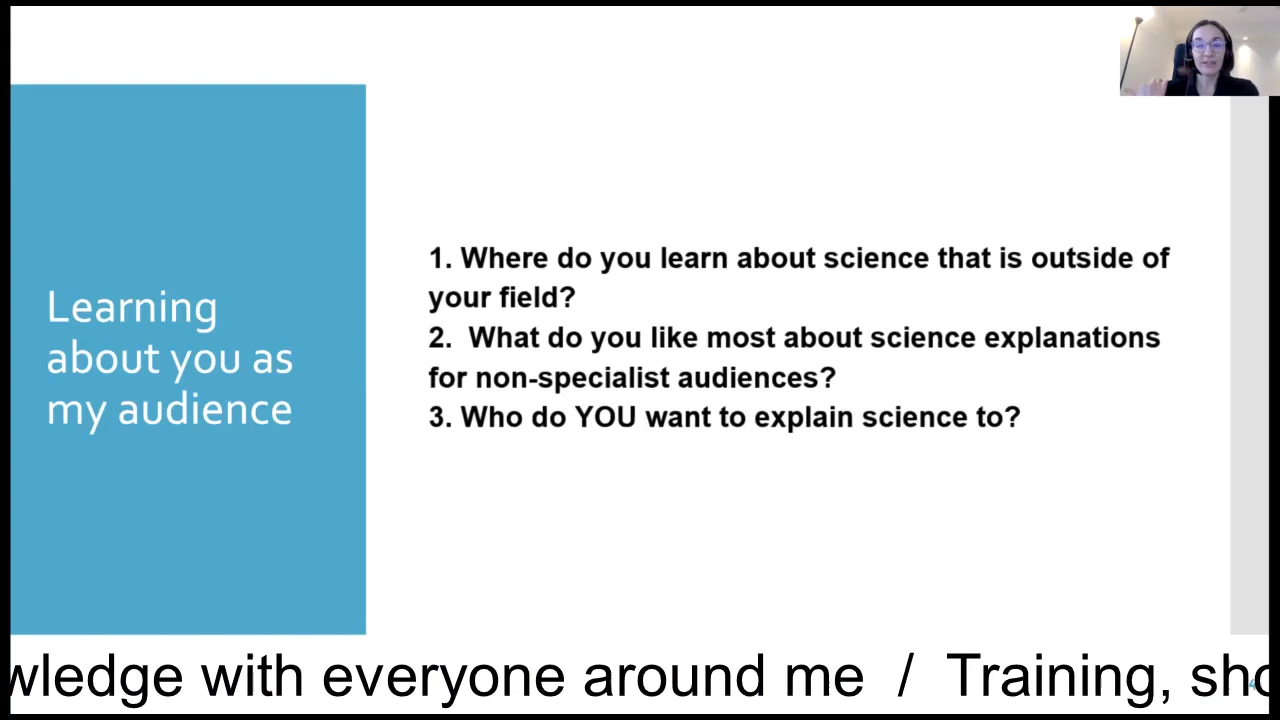 Learning
about you as
my audience
1. Where do you learn about science that is outside of
your field?
2. What do you like most about science explanations
for non-specialist audiences?
3. Who do YOU want to explain science to?
with everyone around me / Training,
4